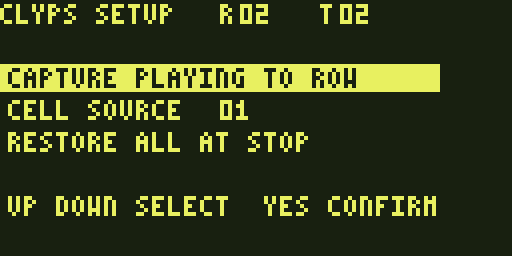 CLYPS SETUP R02 T02
CAPTURE PLAYING TO ROW
CELL SOURCE 01
RESTORE ALL AT STOP
UP DOWN SELECT YES CONFIRM